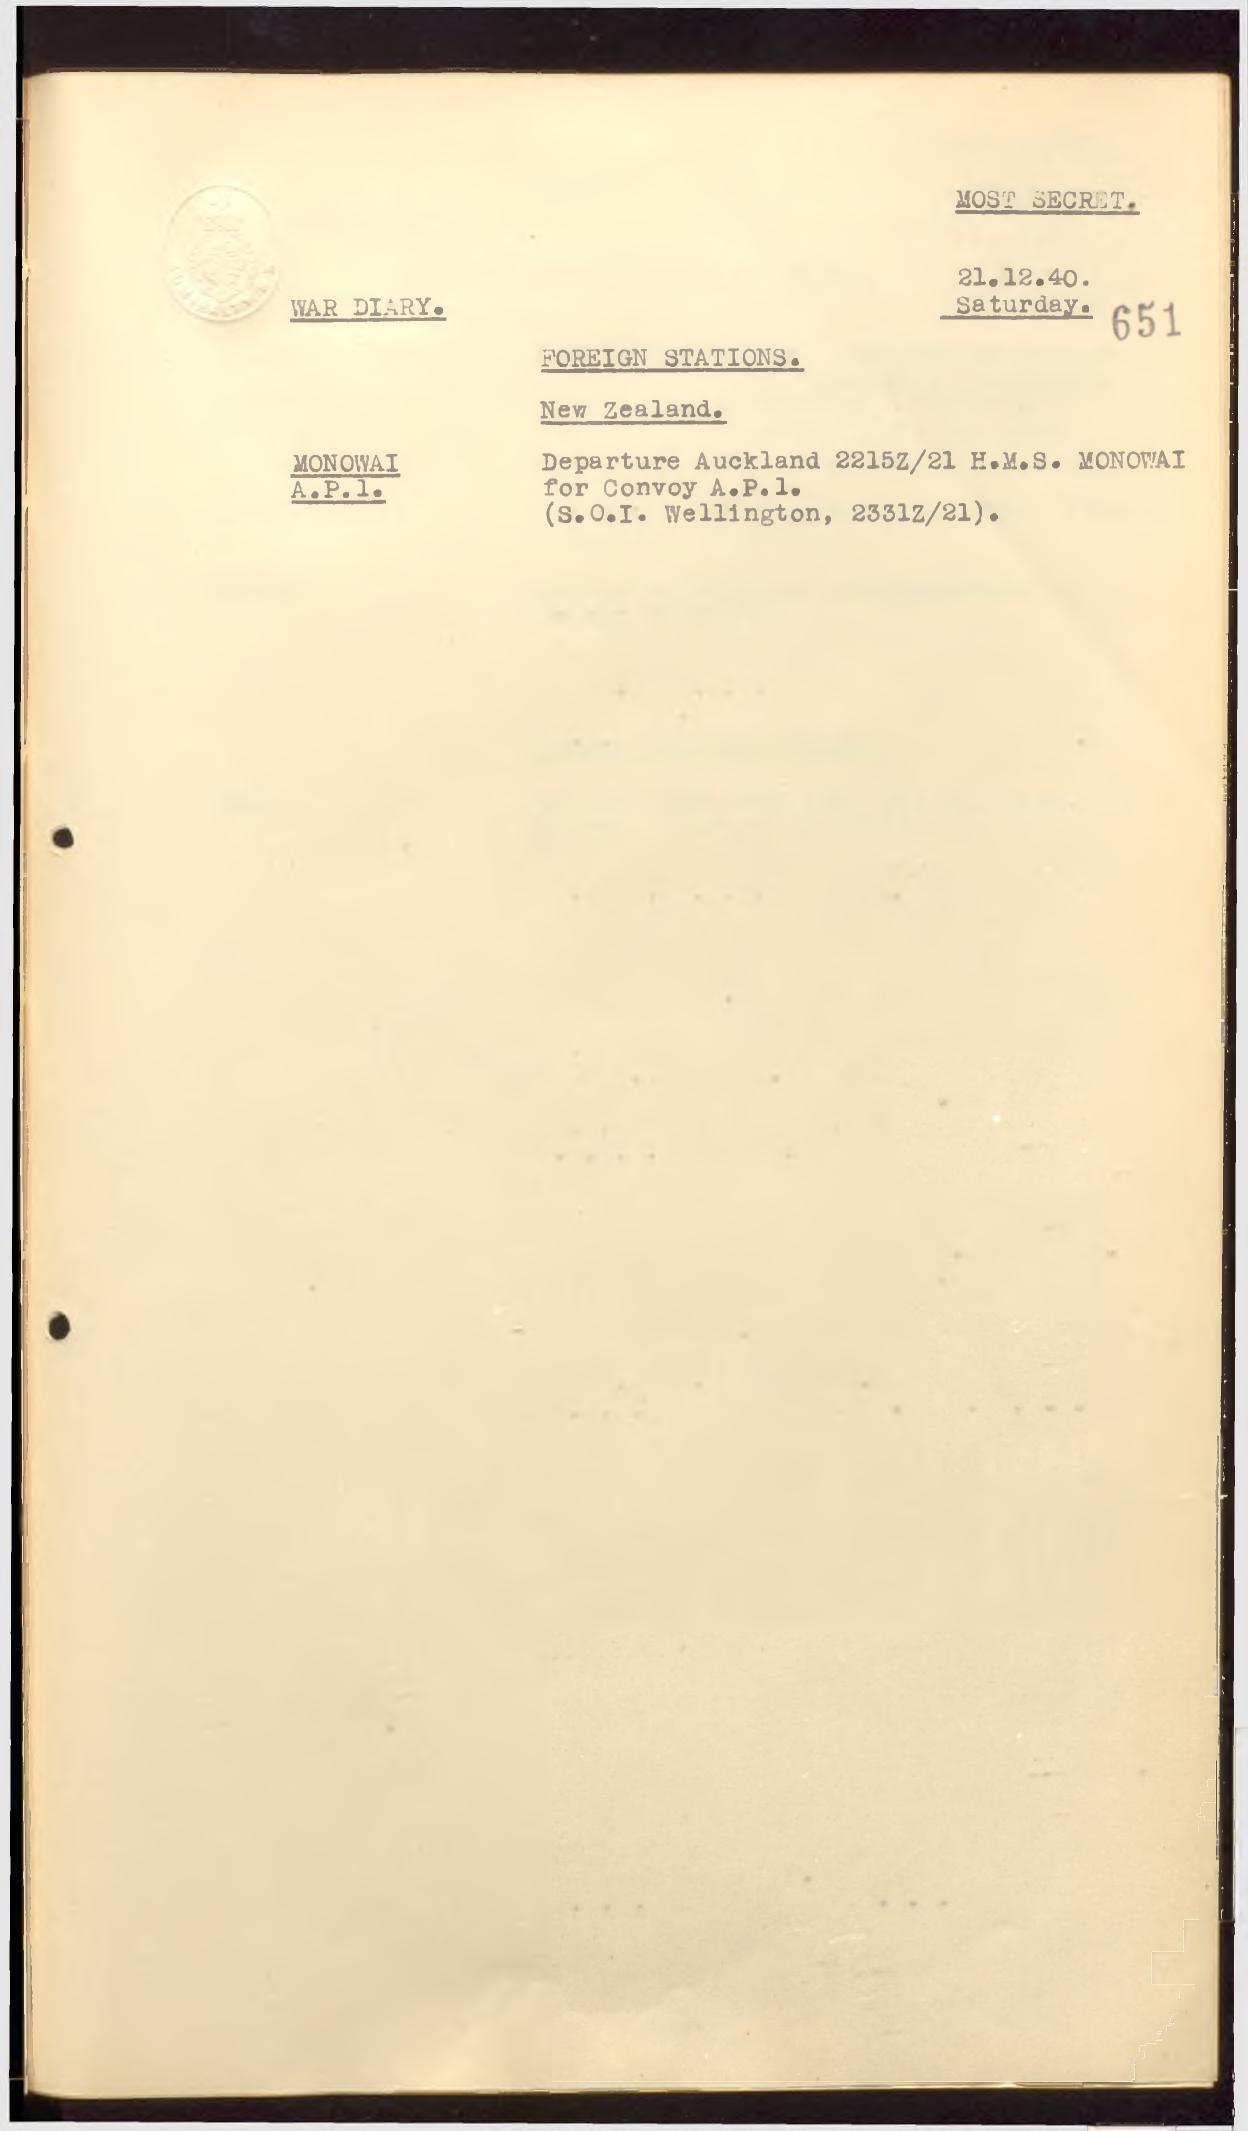 MOST SECRET.
21.12.40.
Saturday.
651
WAR DIARY.
FOREIGN STATIONS.
New Zealand.
MONOWAI
A.P.1.
Departure Auckland 2215Z/21 H.M.S. MONOWAI
for Convoy A.P.1.
(S.O.I. Wellington, 2331Z/21).